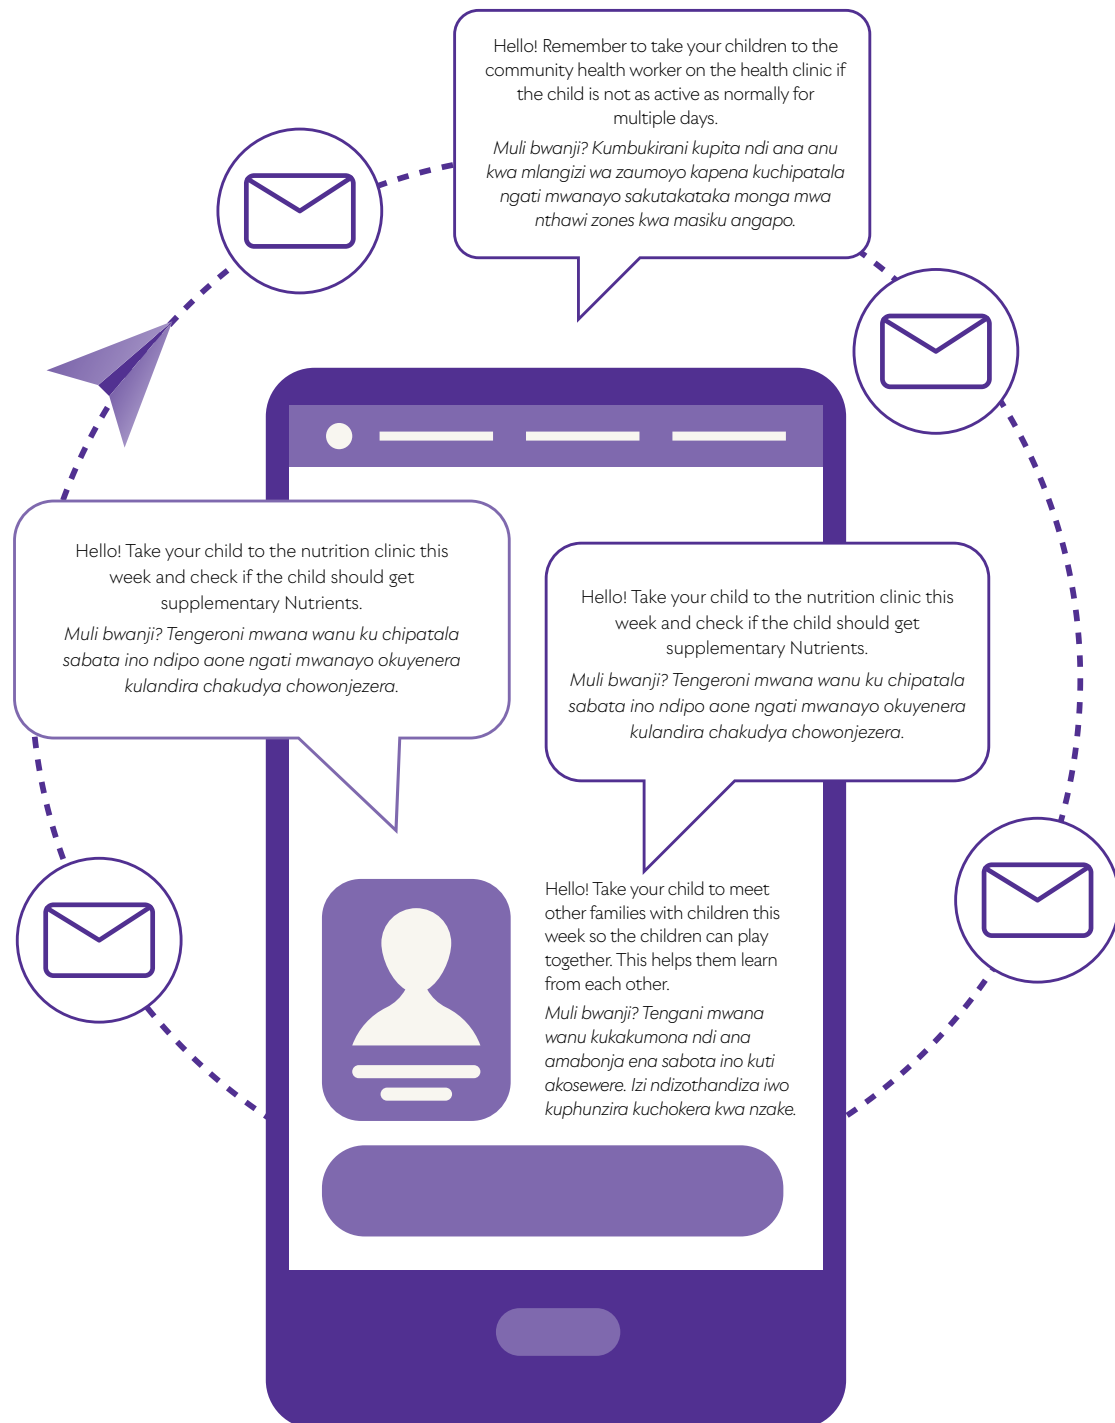 Hello! Remember to take your children to the
community health worker on the health clinic if
the child is not as active as normally for
multiple days.
Muli bwanji? Kumbukirani kupita ndi ana anu
kwa mlangizi wa zaumoyo kapena kuchipatala
ngati mwanayo sakutakataka monga mwa
nthawi zones kwa masiku angapo.
Hello! Take your child to the nutrition clinic this
week and check if the child should get
supplementary Nutrients.
Muli bwanji? Tengeroni mwana wanu ku chipatala
sabata ino ndipo aone ngati mwanayo okuyenera
kulandira chakudya chowonjezera.
Hello! Take your child to the nutrition clinic this
week and check if the child should get
supplementary Nutrients.
Muli bwanji? Tengeroni mwana wanu ku chipatala
sabata ino ndipo aone ngati mwanayo okuyenera
kulandira chakudya chowonjezera.
Hello! Take your child to meet
other families with children this
week so the children can play
together. This helps them learn
from each other.
Muli bwanji? Tengani mwana
wanu kukakumona ndi ana
amabonja ena sabota ino kuti
akosewere. Izi ndizothandiza iwo
kuphunzira kuchokera kwa nzake.